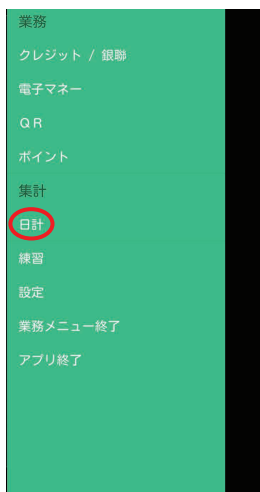 業務
クレジット / 銀聯
電子マネー
ＱＲ
ポイント
集計
日計
練習
設定
業務メニュー終了
アプリ終了